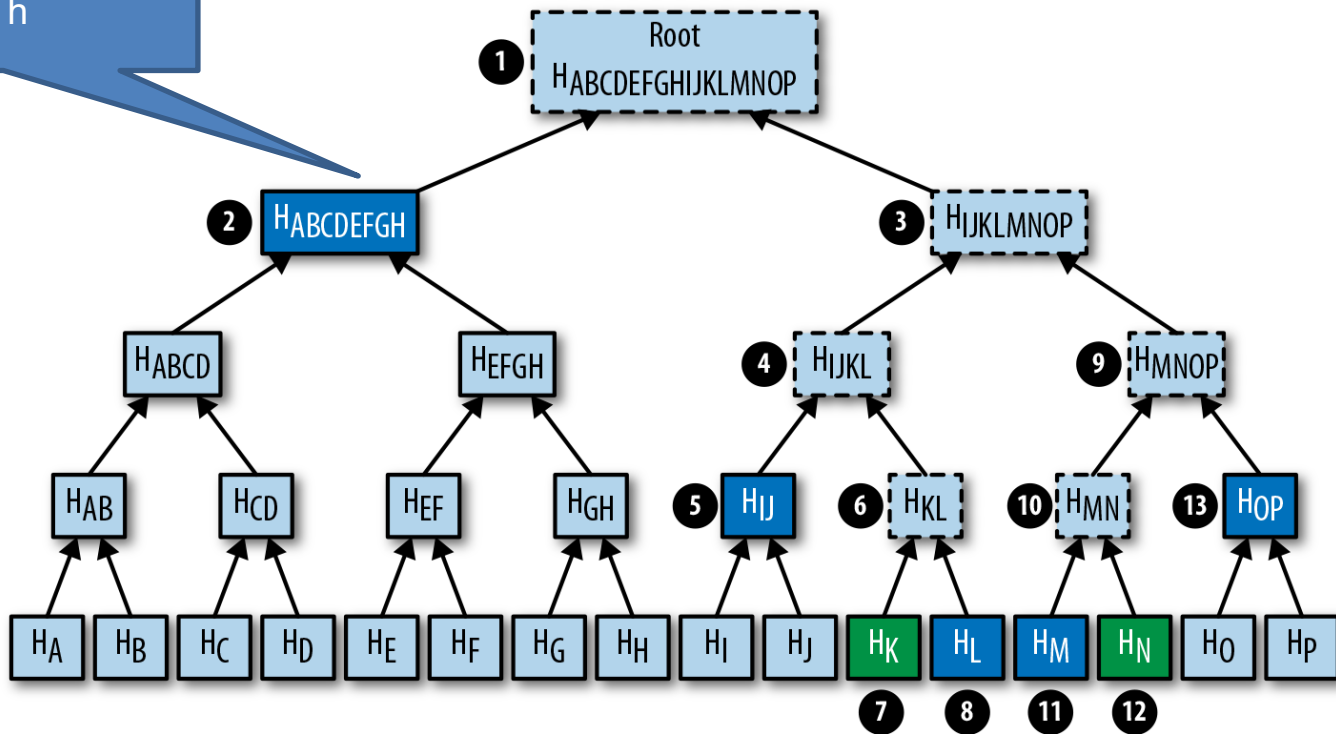 h
1
Root
HABCDEFGHIJKLMNOP
2
HABCDEFGH
3
HIJKLMNOP
HABCD
HEFGH
4
HIJKL
9
HMNOP
HAB
HCD
HEF
HGH
5
HIJ
6
HKL
10
HMN
13
HOP
HA
HB
HC
HD
HE
HF
HG
HH
HI
HJ
HK
HL
HM
HN
HO
HP
7
8
11
12